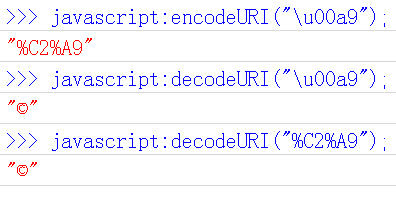 >>> javascript:encodeURI("\u00a9");
"%C2%A9"
>>> javascript:decodeURI("\u00a9");
"©"
>>> javascript:decodeURI("%C2%A9");
"©"